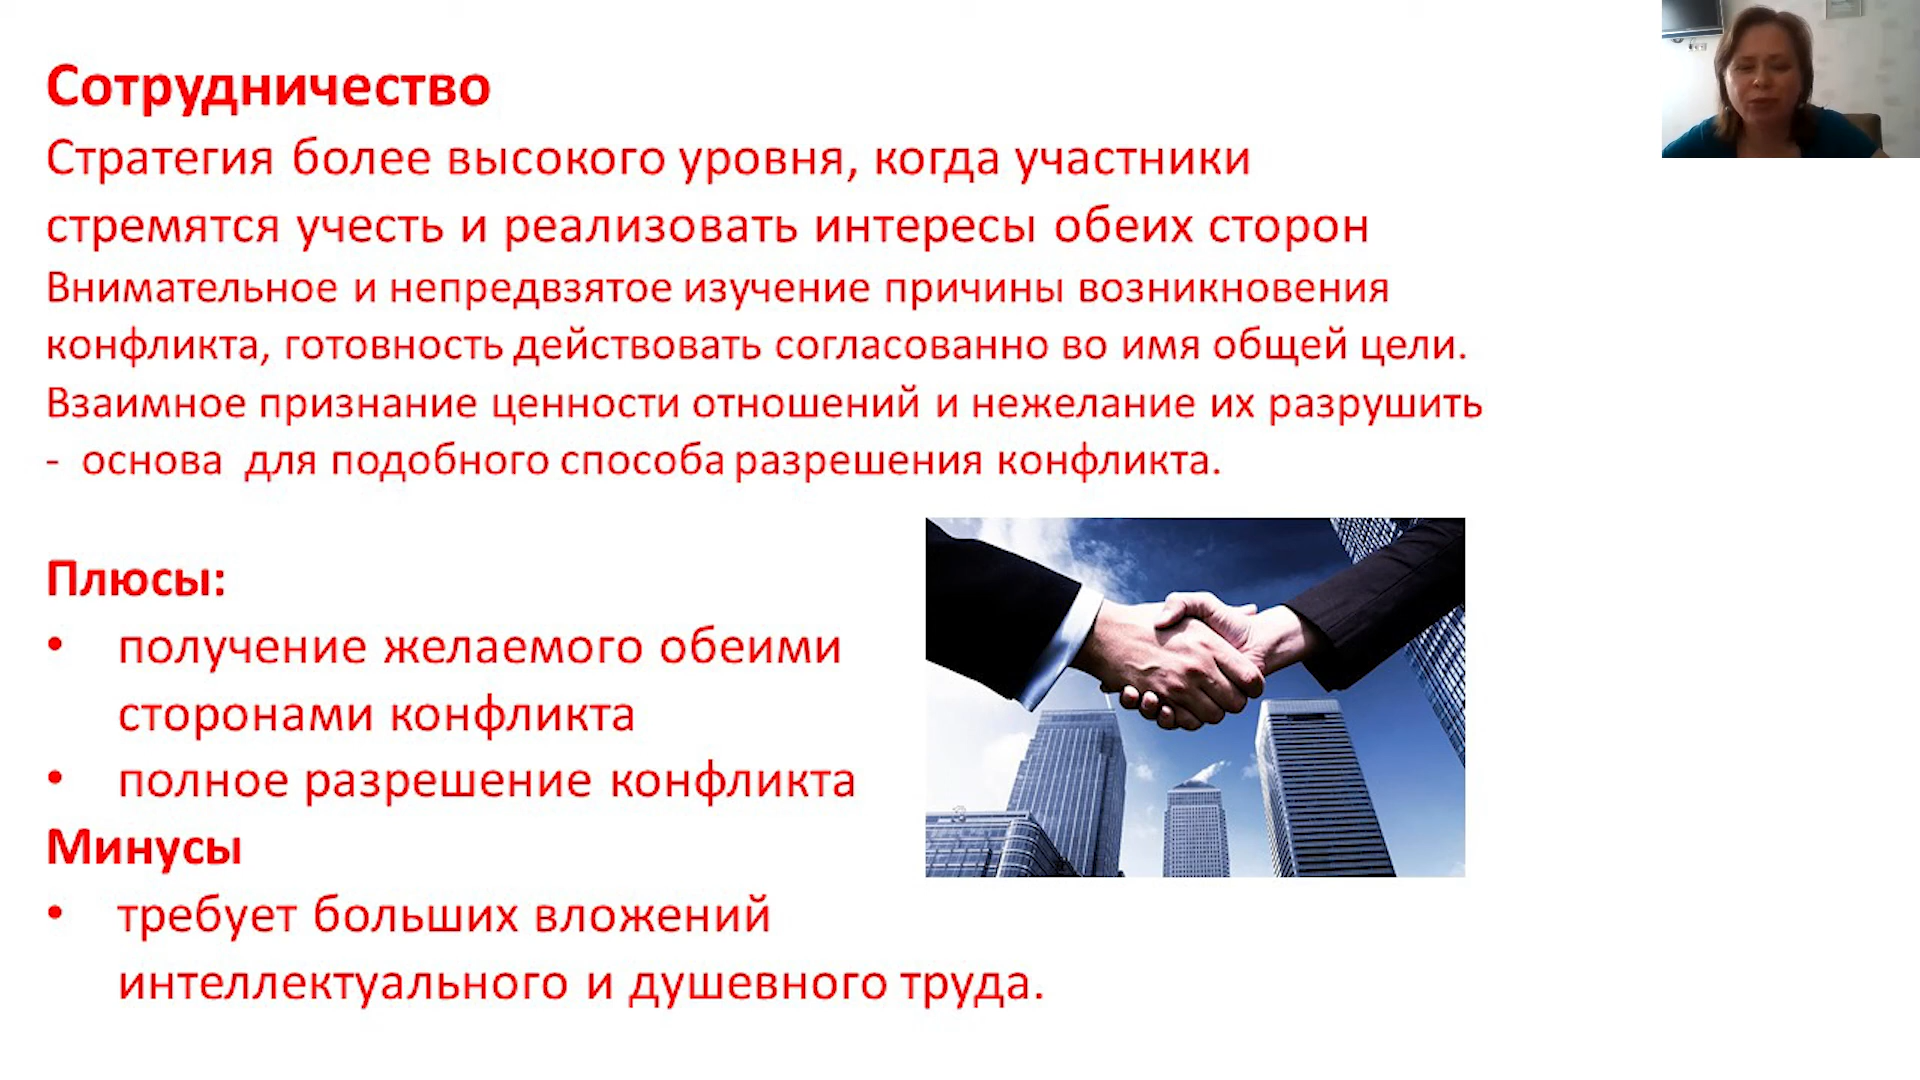 Сотрудничество
Стратегия более высокого уровня, когда участники
стремятся учесть и реализовать интересы обеих сторон
Внимательное и непредвзятое изучение причины возникновения
конфликта, готовность действовать согласованно во имя общей цели.
Взаимное признание ценности отношений и нежелание их разрушить
- основа для подобного способа разрешения конфликта.
Плюсы:
• получение желаемого обеими
сторонами конфликта
• полное разрешение конфликта
Минусы
• требует больших вложений
интеллектуального и душевного труда.